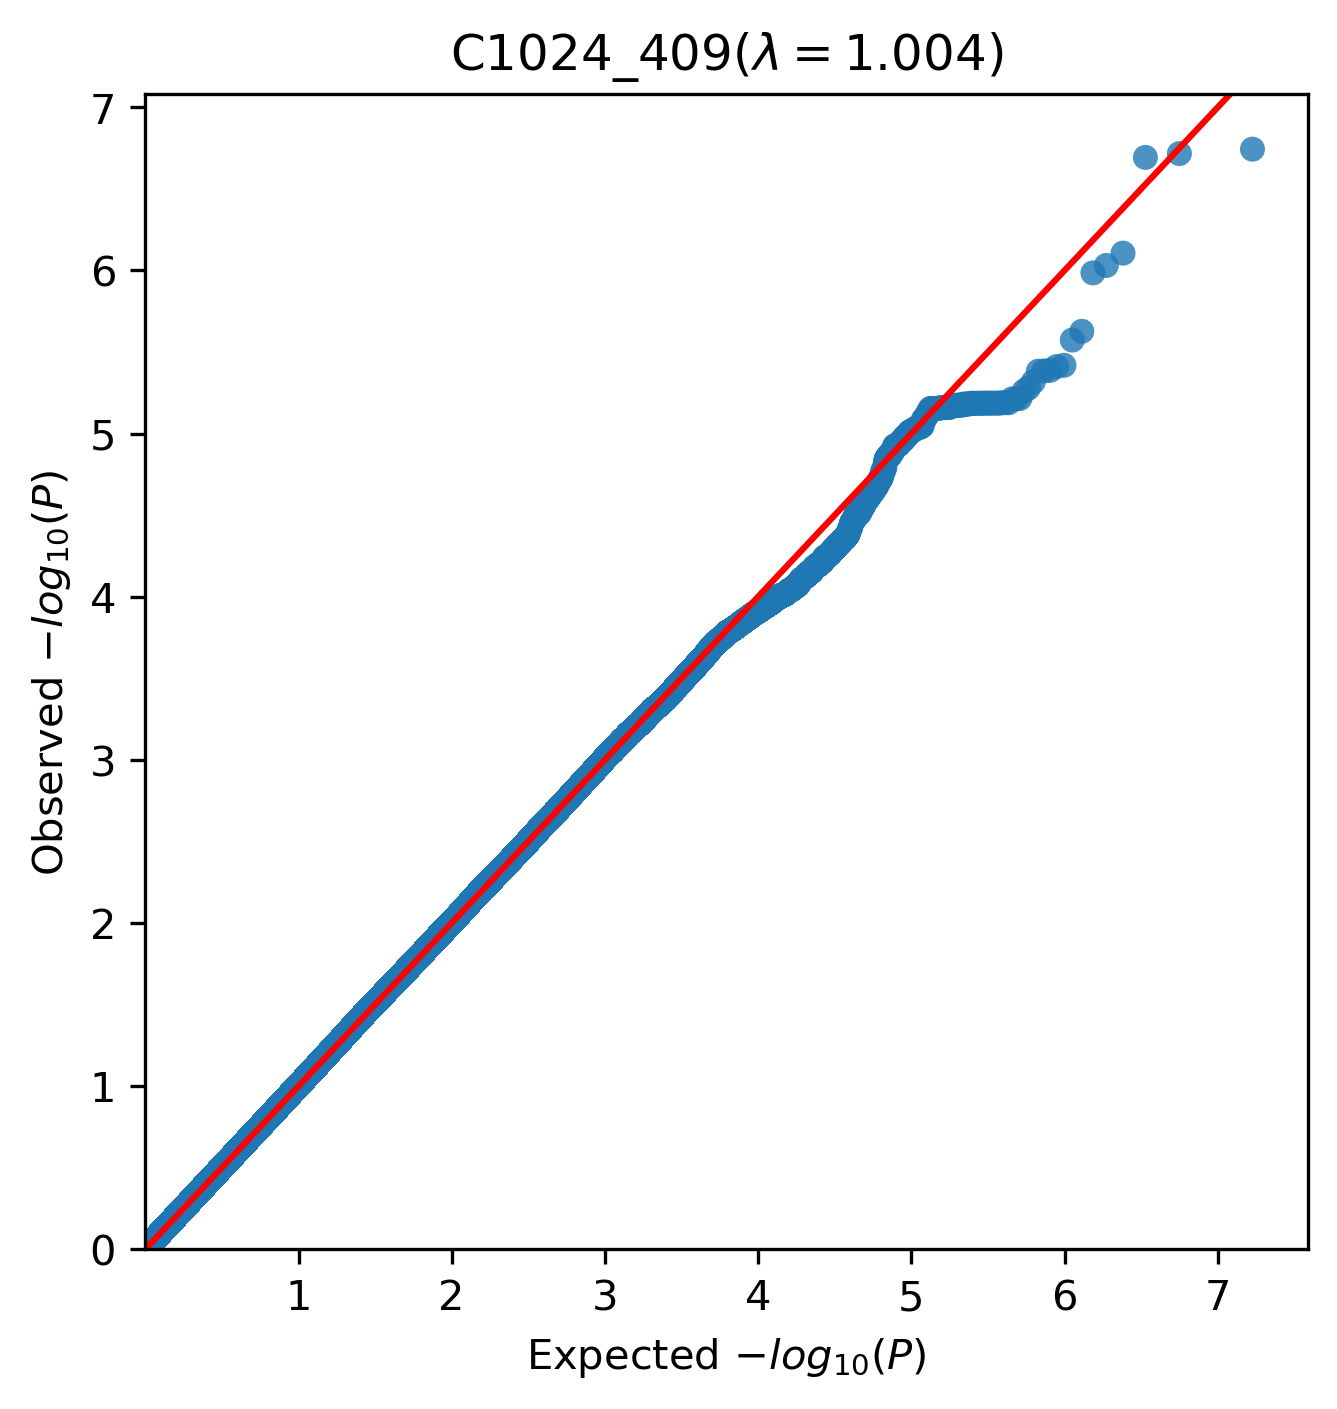 C1024_409(λ = 1.004)
Observed −log₁₀(P)
7
6
5
4
3
2
1
0
1 2 3 4 5 6 7
Expected −log₁₀(P)